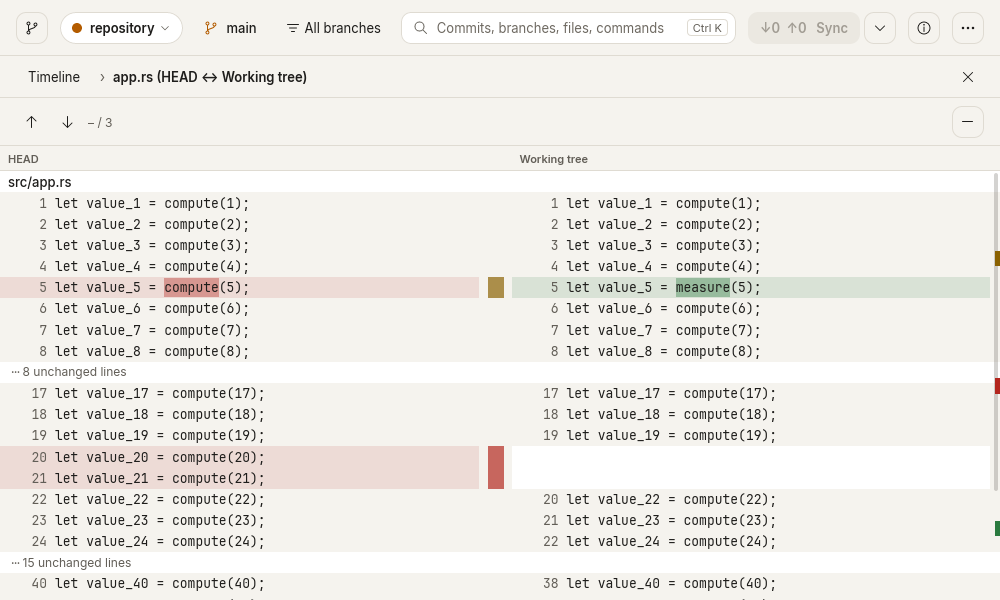 repository main All branches Commits, branches, files, commands Ctrl K ↓0 ↑0 Sync
Timeline › app.rs (HEAD ↔ Working tree)
– / 3
HEAD Working tree
src/app.rs
1 let value_1 = compute(1); 1 let value_1 = compute(1);
2 let value_2 = compute(2); 2 let value_2 = compute(2);
3 let value_3 = compute(3); 3 let value_3 = compute(3);
4 let value_4 = compute(4); 4 let value_4 = compute(4);
5 let value_5 = compute(5); 5 let value_5 = measure(5);
6 let value_6 = compute(6); 6 let value_6 = compute(6);
7 let value_7 = compute(7); 7 let value_7 = compute(7);
8 let value_8 = compute(8); 8 let value_8 = compute(8);
··· 8 unchanged lines
17 let value_17 = compute(17); 17 let value_17 = compute(17);
18 let value_18 = compute(18); 18 let value_18 = compute(18);
19 let value_19 = compute(19); 19 let value_19 = compute(19);
20 let value_20 = compute(20);
21 let value_21 = compute(21);
22 let value_22 = compute(22); 20 let value_22 = compute(22);
23 let value_23 = compute(23); 21 let value_23 = compute(23);
24 let value_24 = compute(24); 22 let value_24 = compute(24);
··· 15 unchanged lines
40 let value_40 = compute(40); 38 let value_40 = compute(40);